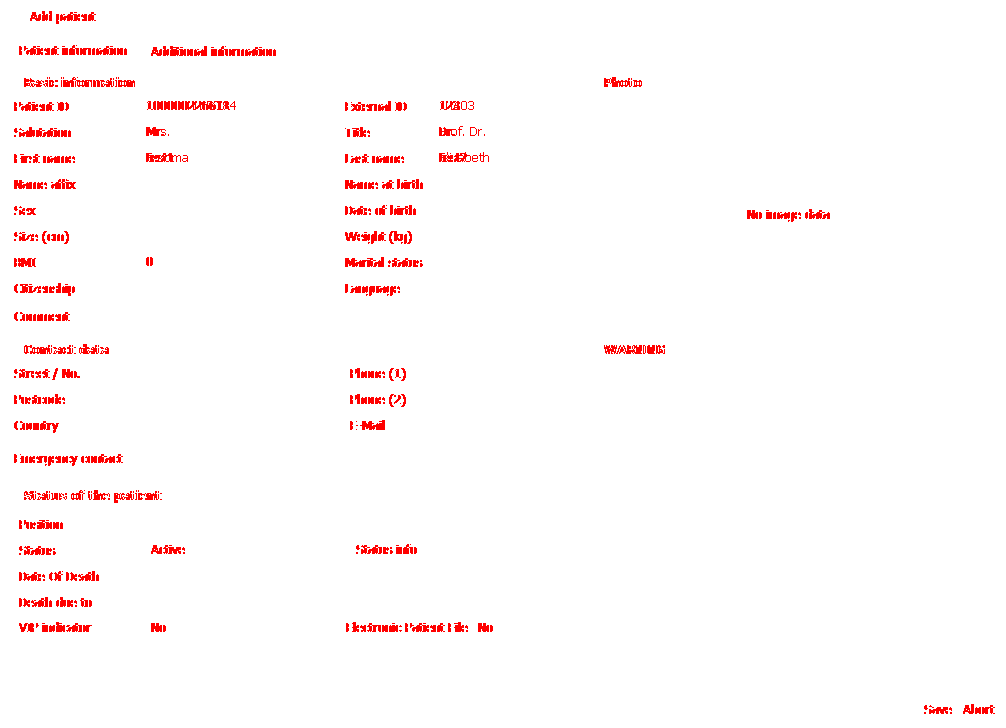 Add patient
Patient information Additional information
Basic information Photo
Patient ID External ID
Salutation Title Prof. Dr.
First name Last name
Name affix Name at birth
Sex Date of birth
No image data
Size (cm) Weight (kg)
BMI 0 Marital status
Citizenship Language
Comment
Contact data WARNING
Street / No. Phone (1)
Postcode Phone (2)
Country E-Mail
Emergency contact
Status of the patient
Position
Status Active Status info
Date Of Death
Death due to
VIP indicator No Electronic Patient File No
Save Abort